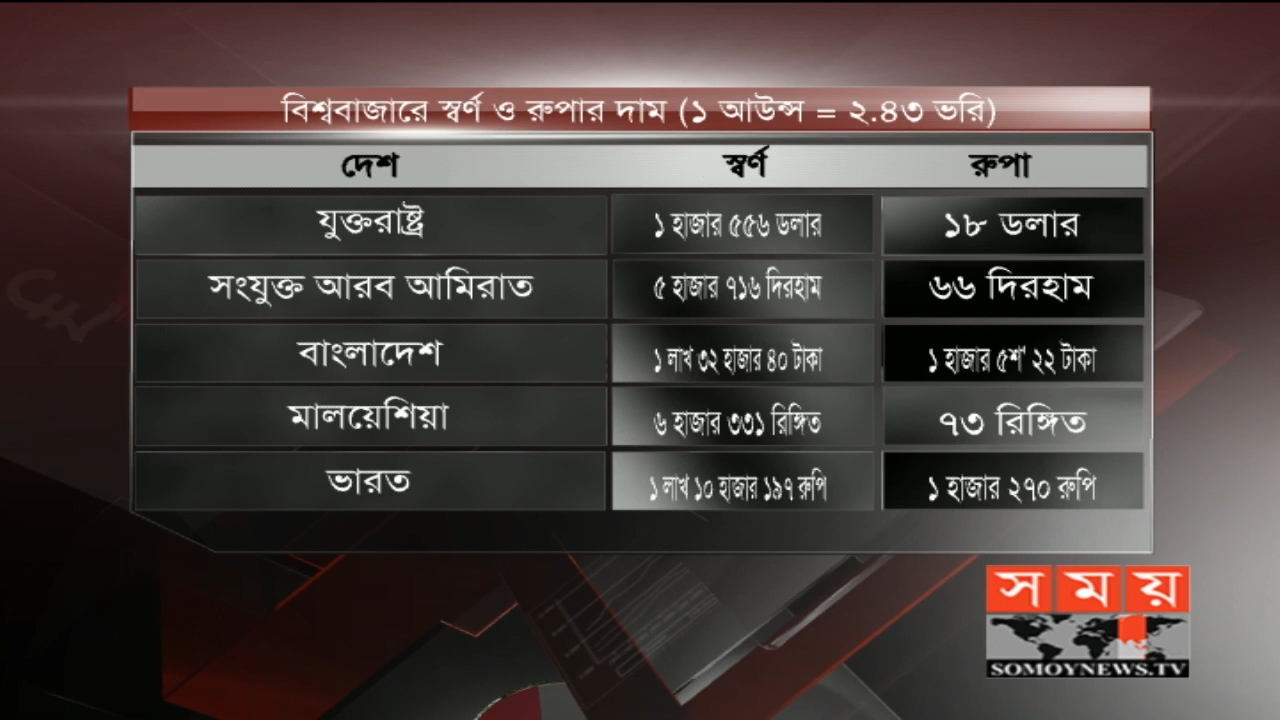 বিশ্ববাজারে স্বর্ণ ও রুপার দাম (১ আউন্স = ২.৪৩ ভরি)
দেশ স্বর্ণ রুপা
যুক্তরাষ্ট্র ১ হাজার ৫৫৬ ডলার ১৮ ডলার
সংযুক্ত আরব আমিরাত ৫ হাজার ৭১৬ দিরহাম ৬৬ দিরহাম
বাংলাদেশ ১ লাখ ৩২ হাজার ৪০ টাকা ১ হাজার ৫শ' ২২ টাকা
মালয়েশিয়া ৬ হাজার ৩৩১ রিঙ্গিত ৭৩ রিঙ্গিত
ভারত ১ লাখ ১০ হাজার ১৯৭ রুপি ১ হাজার ২৭০ রুপি
সময়
SOMOYNEWS.TV